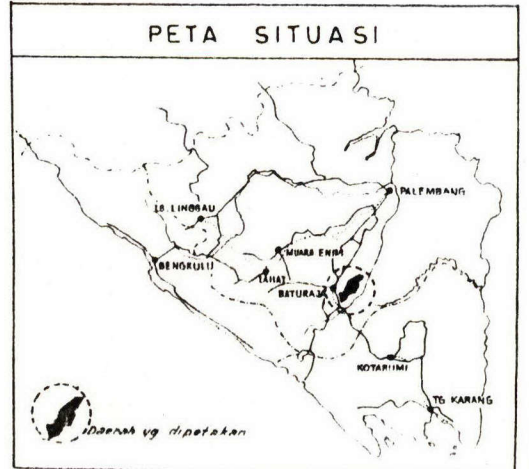 PETA SITUASI
PALEMBANG
LB. LINGGAU
MUARA ENIM
BENGKULU
LAHAT
BATURAJA
KOTABUMI
TG KARANG
Daerah yg dipetakan